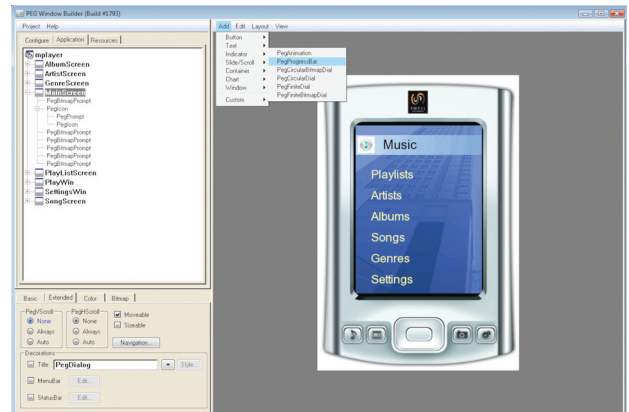 PEG Window Builder (Build #1793)
Project Help
Configure Application Resources
mplayer
AlbumScreen
ArtistScreen
GenreScreen
MainScreen
PegBitmapPrompt
PegIcon
PegPrompt
PegIcon
PegBitmapPrompt
PegBitmapPrompt
PegBitmapPrompt
PegBitmapPrompt
PegBitmapPrompt
PlayListScreen
PlayWin
SettingsWin
SongScreen
Basic Extended Color Bitmap
PegVScroll PegHScroll
None None Moveable
Always Always Sizeable
Auto Auto Navigation...
Decorations
Title PegDialog Style...
MenuBar Edit...
StatusBar Edit...
Add Edit Layout View
Button
Text
Indicator
Slide/Scroll
Container
Chart
Window
Custom
PegAnimation
PegProgressBar
PegCircularBitmapDial
PegCircularDial
PegFiniteDial
PegFiniteBitmapDial
SWELL
Music
Playlists
Artists
Albums
Songs
Genres
Settings